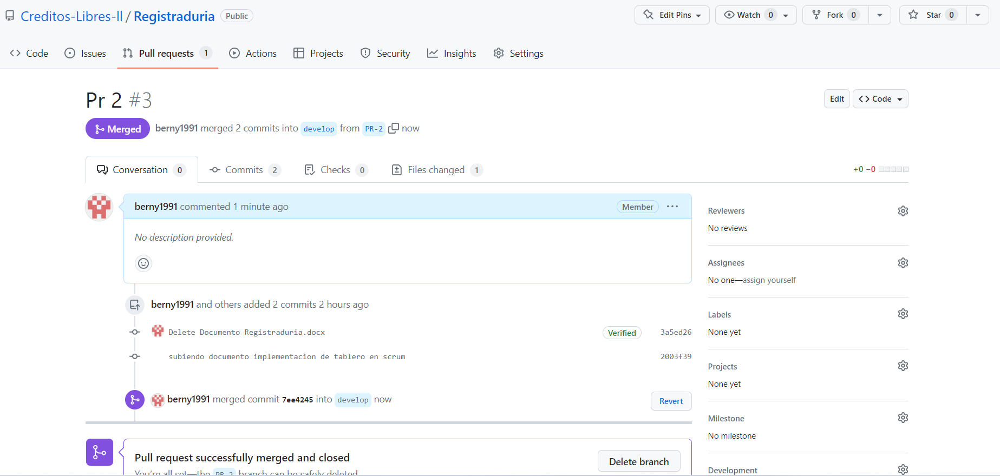 Creditos-Libres-ll / Registraduria Public
Edit Pins Watch 0 Fork 0 Star 0
Code Issues Pull requests 1 Actions Projects Security Insights Settings
Pr 2 #3
Edit Code
Merged berny1991 merged 2 commits into develop from PR-2 now
Conversation 0 Commits 2 Checks 0 Files changed 1 +0 −0
berny1991 commented 1 minute ago Member ...
No description provided.
berny1991 and others added 2 commits 2 hours ago
Delete Documento Registraduria.docx Verified 3a5ed26
subiendo documento implementacion de tablero en scrum 2003f39
berny1991 merged commit 7ee4245 into develop now Revert
Pull request successfully merged and closed
Delete branch
You're all set—the PR-2 branch can be safely deleted.
Reviewers
No reviews
Assignees
No one—assign yourself
Labels
None yet
Projects
None yet
Milestone
No milestone
Development